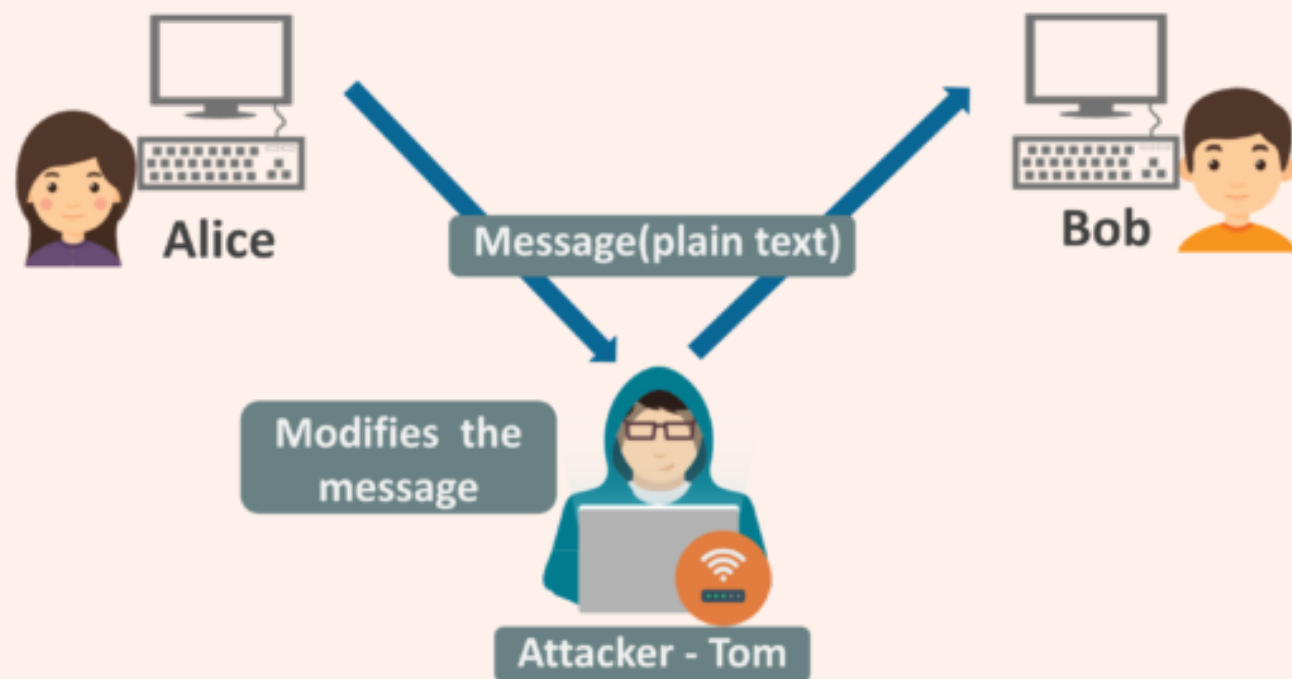 Alice
Bob
Message(plain text)
Modifies the
message
Attacker - Tom